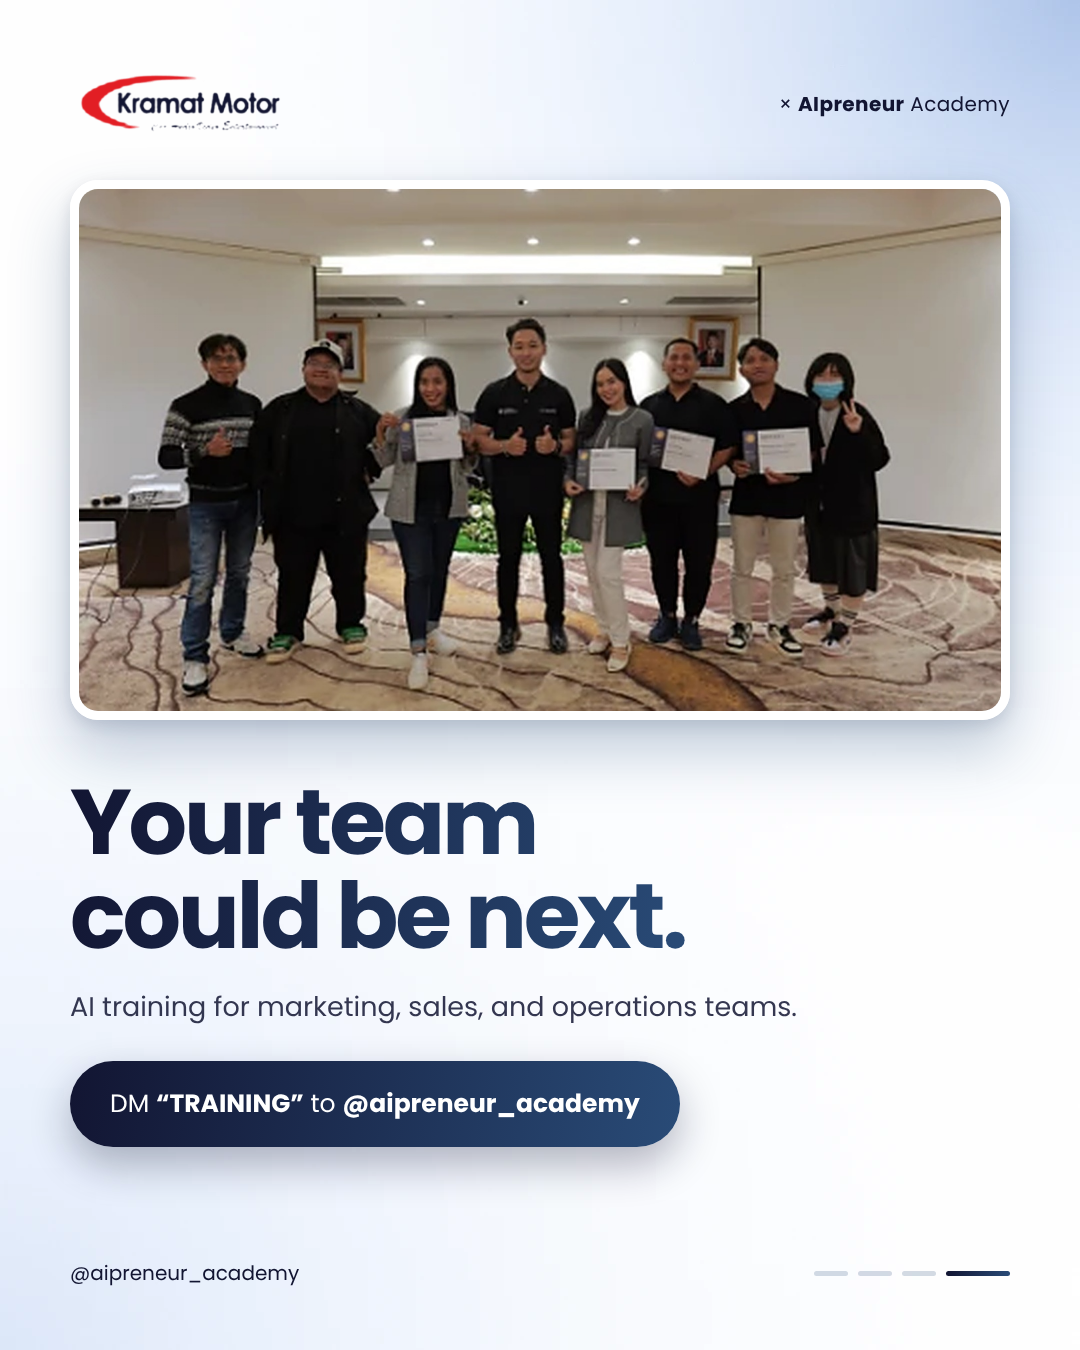 Kramat Motor
× AIpreneur Academy
Your team
could be next.
AI training for marketing, sales, and operations teams.
DM “TRAINING” to @aipreneur_academy
@aipreneur_academy